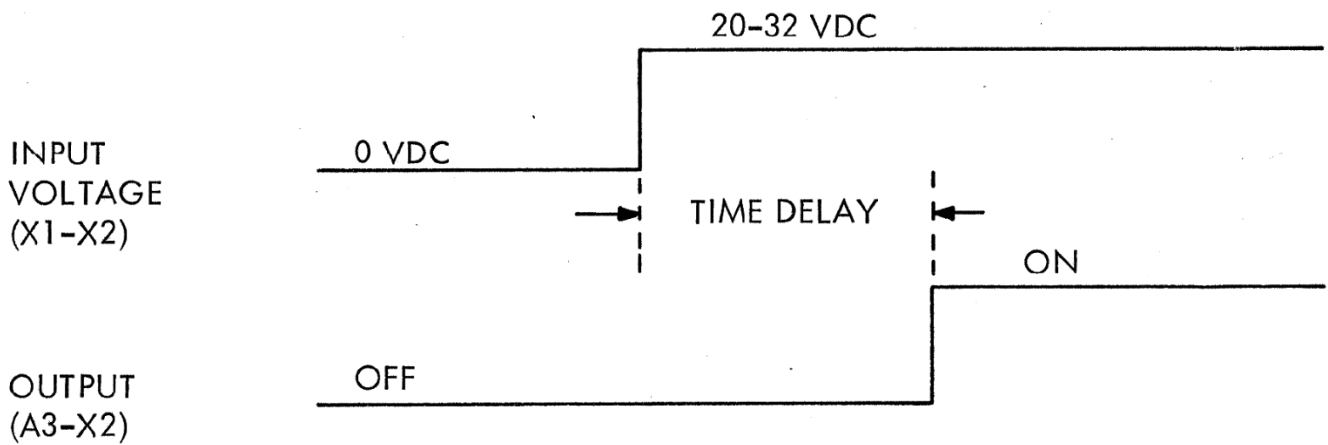 20-32 VDC
INPUT
VOLTAGE
(X1-X2)
0 VDC
TIME DELAY
ON
OUTPUT
(A3-X2)
OFF